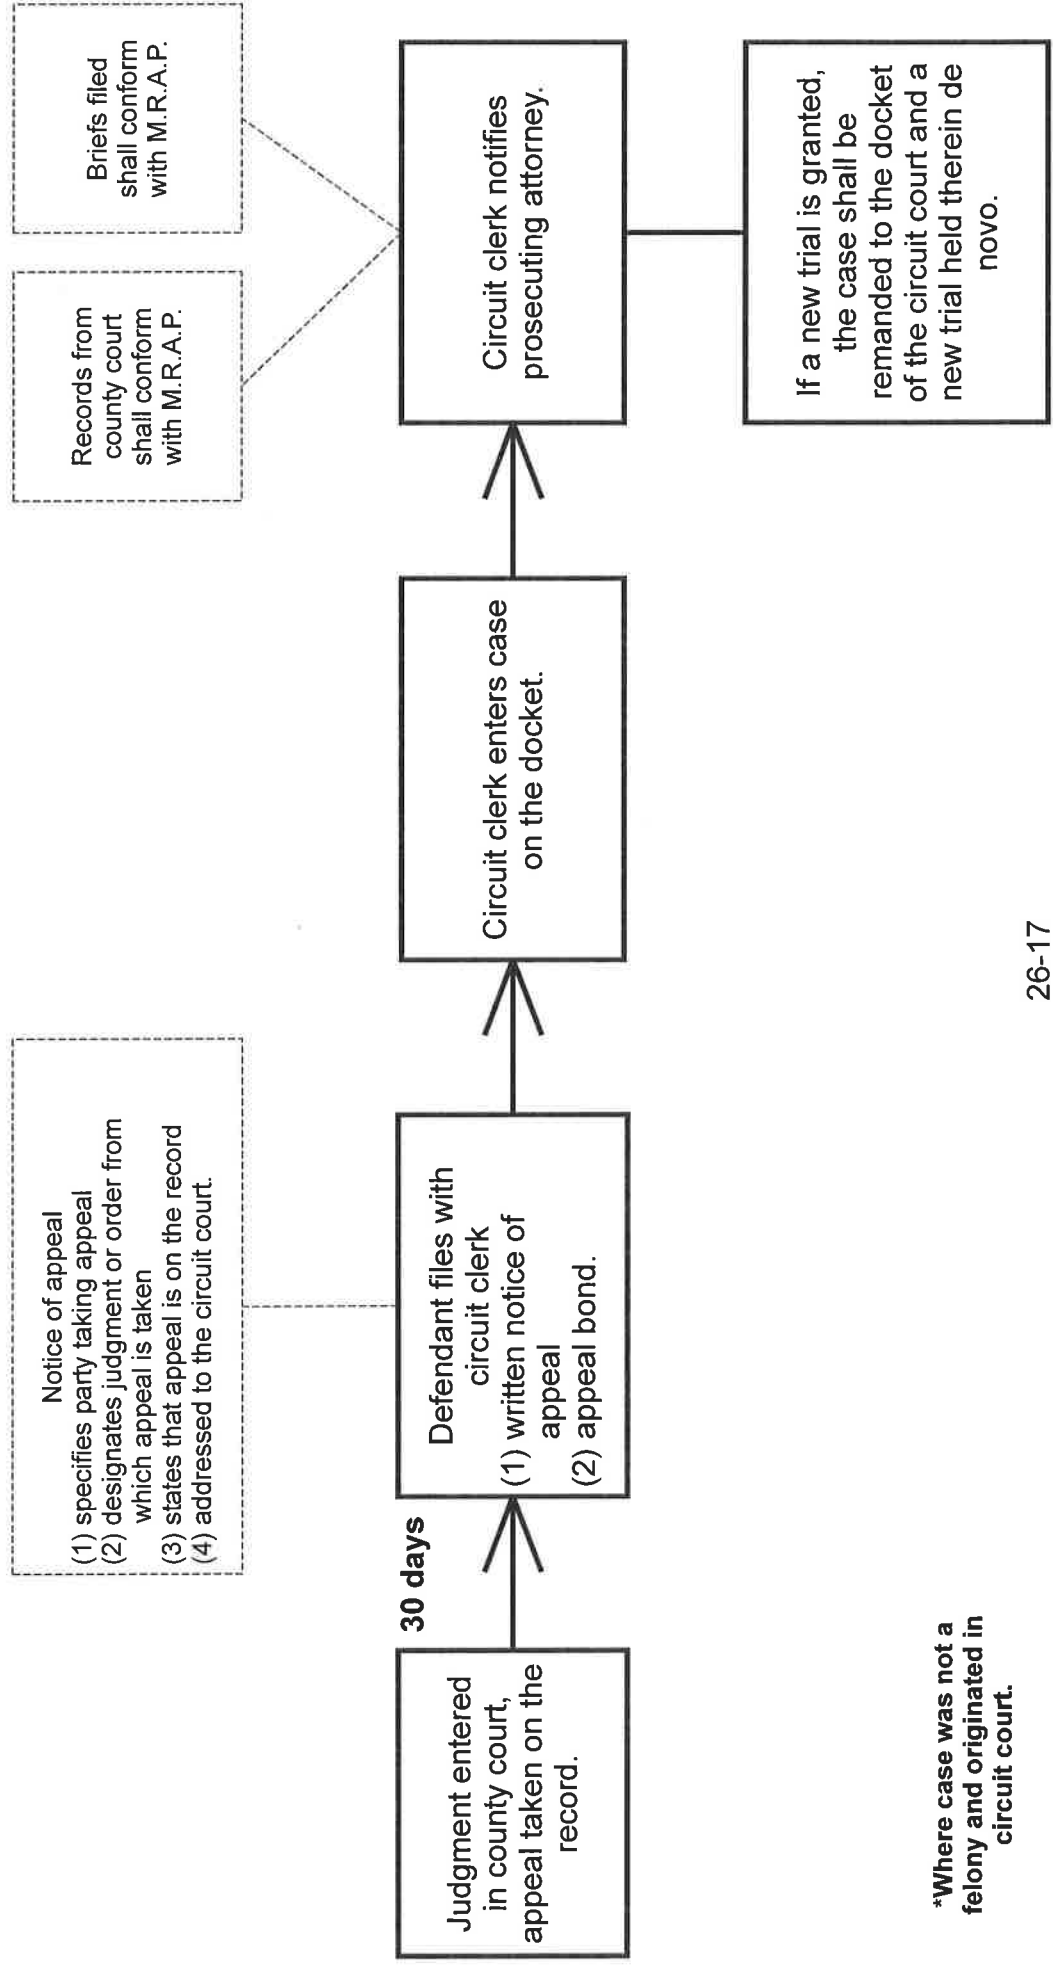 Notice of appeal
(1) specifies party taking appeal
(2) designates judgment or order from
which appeal is taken
(3) states that appeal is on the record
(4) addressed to the circuit court.
Records from
county court
shall conform
with M.R.A.P.
Briefs filed
shall conform
with M.R.A.P.
Judgment entered
in county court,
appeal taken on the
record.
30 days
Defendant files with
circuit clerk
(1) written notice of
appeal
(2) appeal bond.
Circuit clerk enters case
on the docket.
Circuit clerk notifies
prosecuting attorney.
If a new trial is granted,
the case shall be
remanded to the docket
of the circuit court and a
new trial held therein de
novo.
*Where case was not a
felony and originated in
circuit court.
26-17